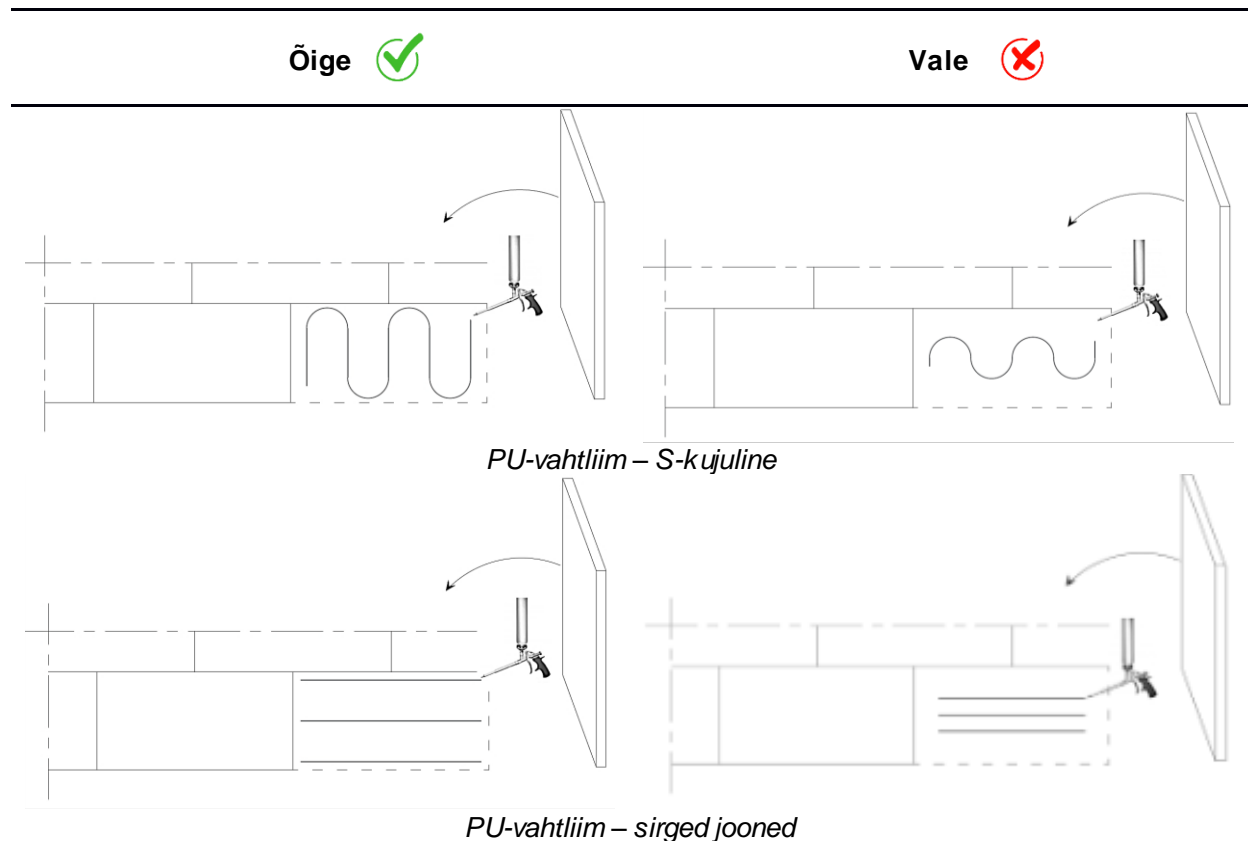 Õige
Vale
PU-vahtliim – S-kujuline
PU-vahtliim – sirged jooned